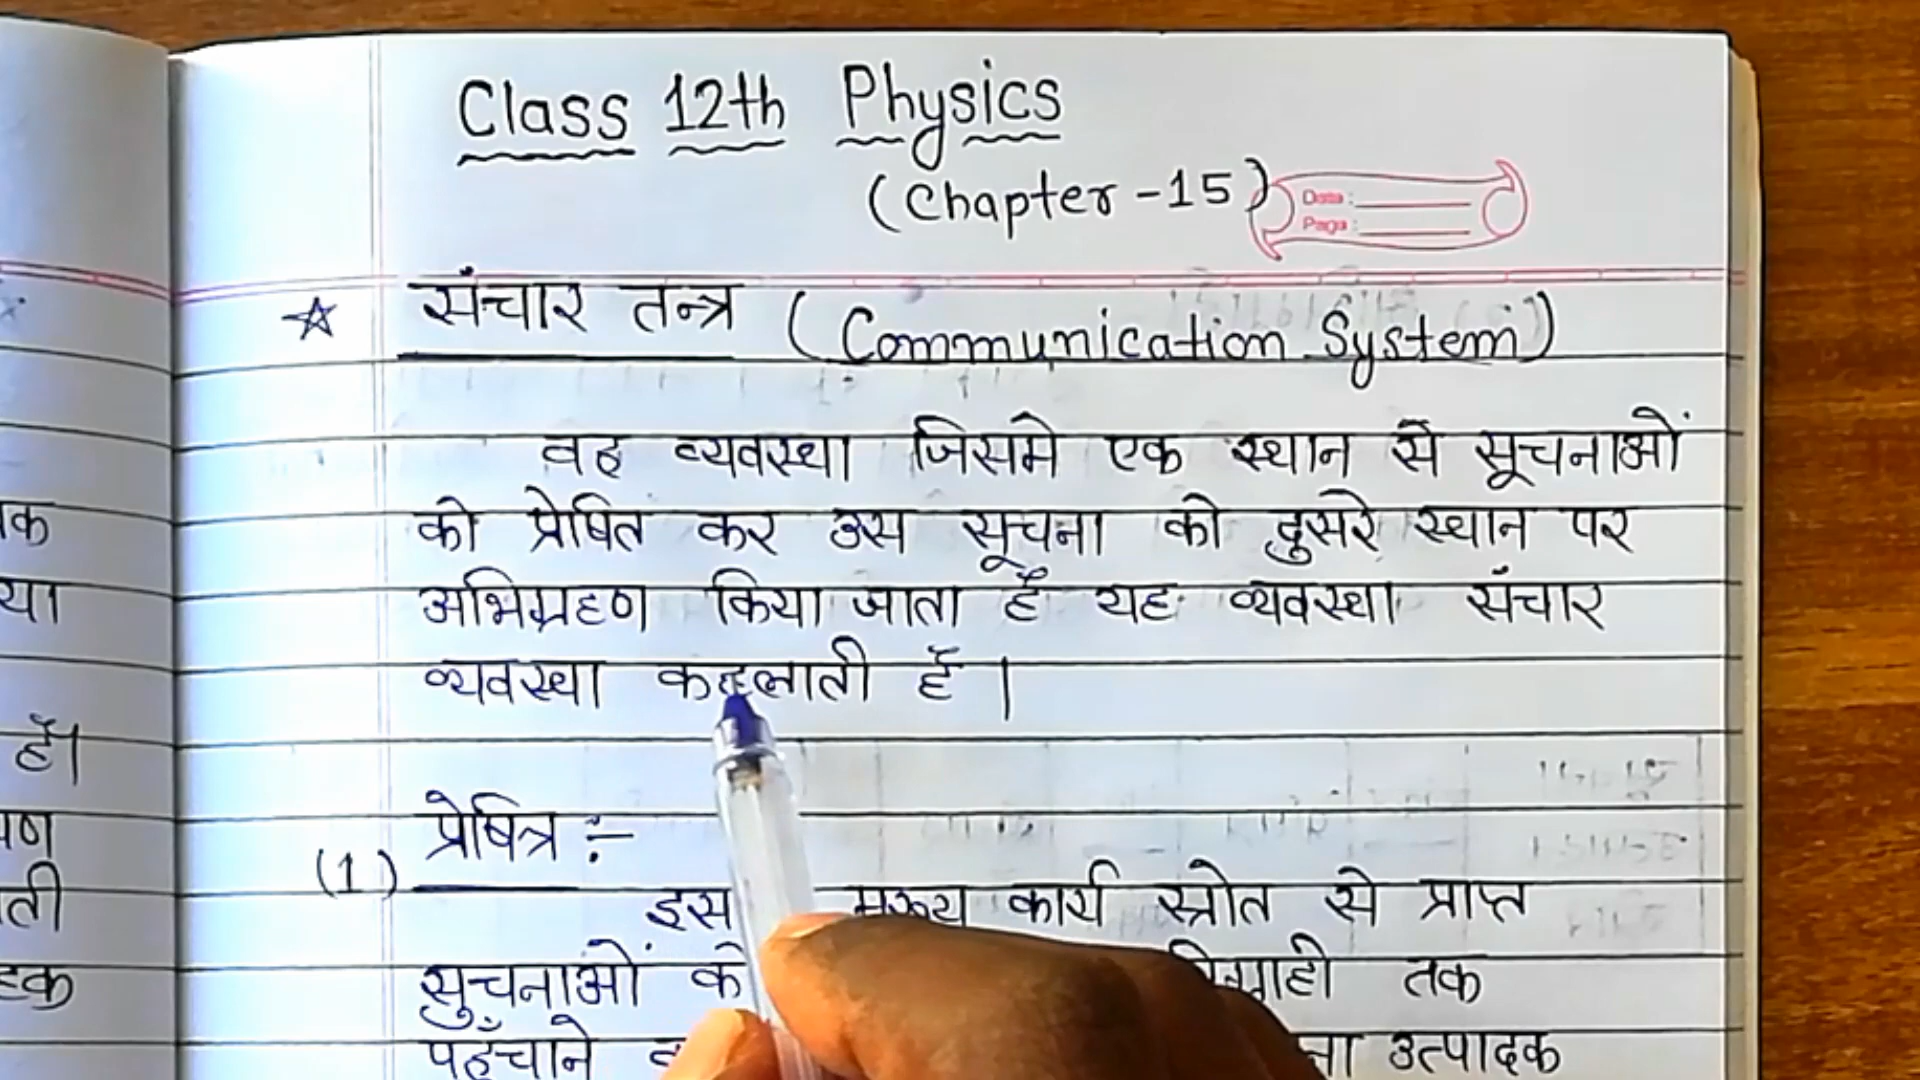 Class 12th Physics
(Chapter-15)
Date:
Page:
संचार तन्त्र (Communication System)
वह व्यवस्था जिसमे एक स्थान से सूचनाओं
को प्रेषित कर उस सूचना को दुसरे स्थान पर
अभिग्रहण किया जाता है यह व्यवस्था संचार
व्यवस्था कहलाती है।
(1) प्रेषित्र :-
इस मुख्य कार्य स्त्रोत से प्राप्त
सुचनाओं को तक
पहुँचाने उत्पादक
है।